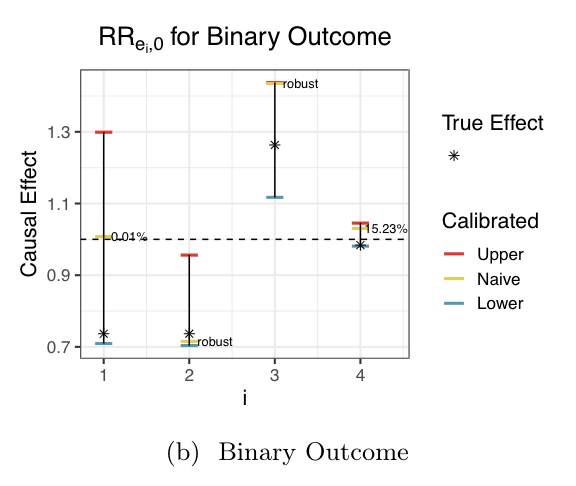 RRei,0 for Binary Outcome
Causal Effect
1.3
1.1
0.9
0.7
robust
0.01%
15.23%
robust
1 2 3 4
i
True Effect
Calibrated
Upper
Naive
Lower
(b) Binary Outcome